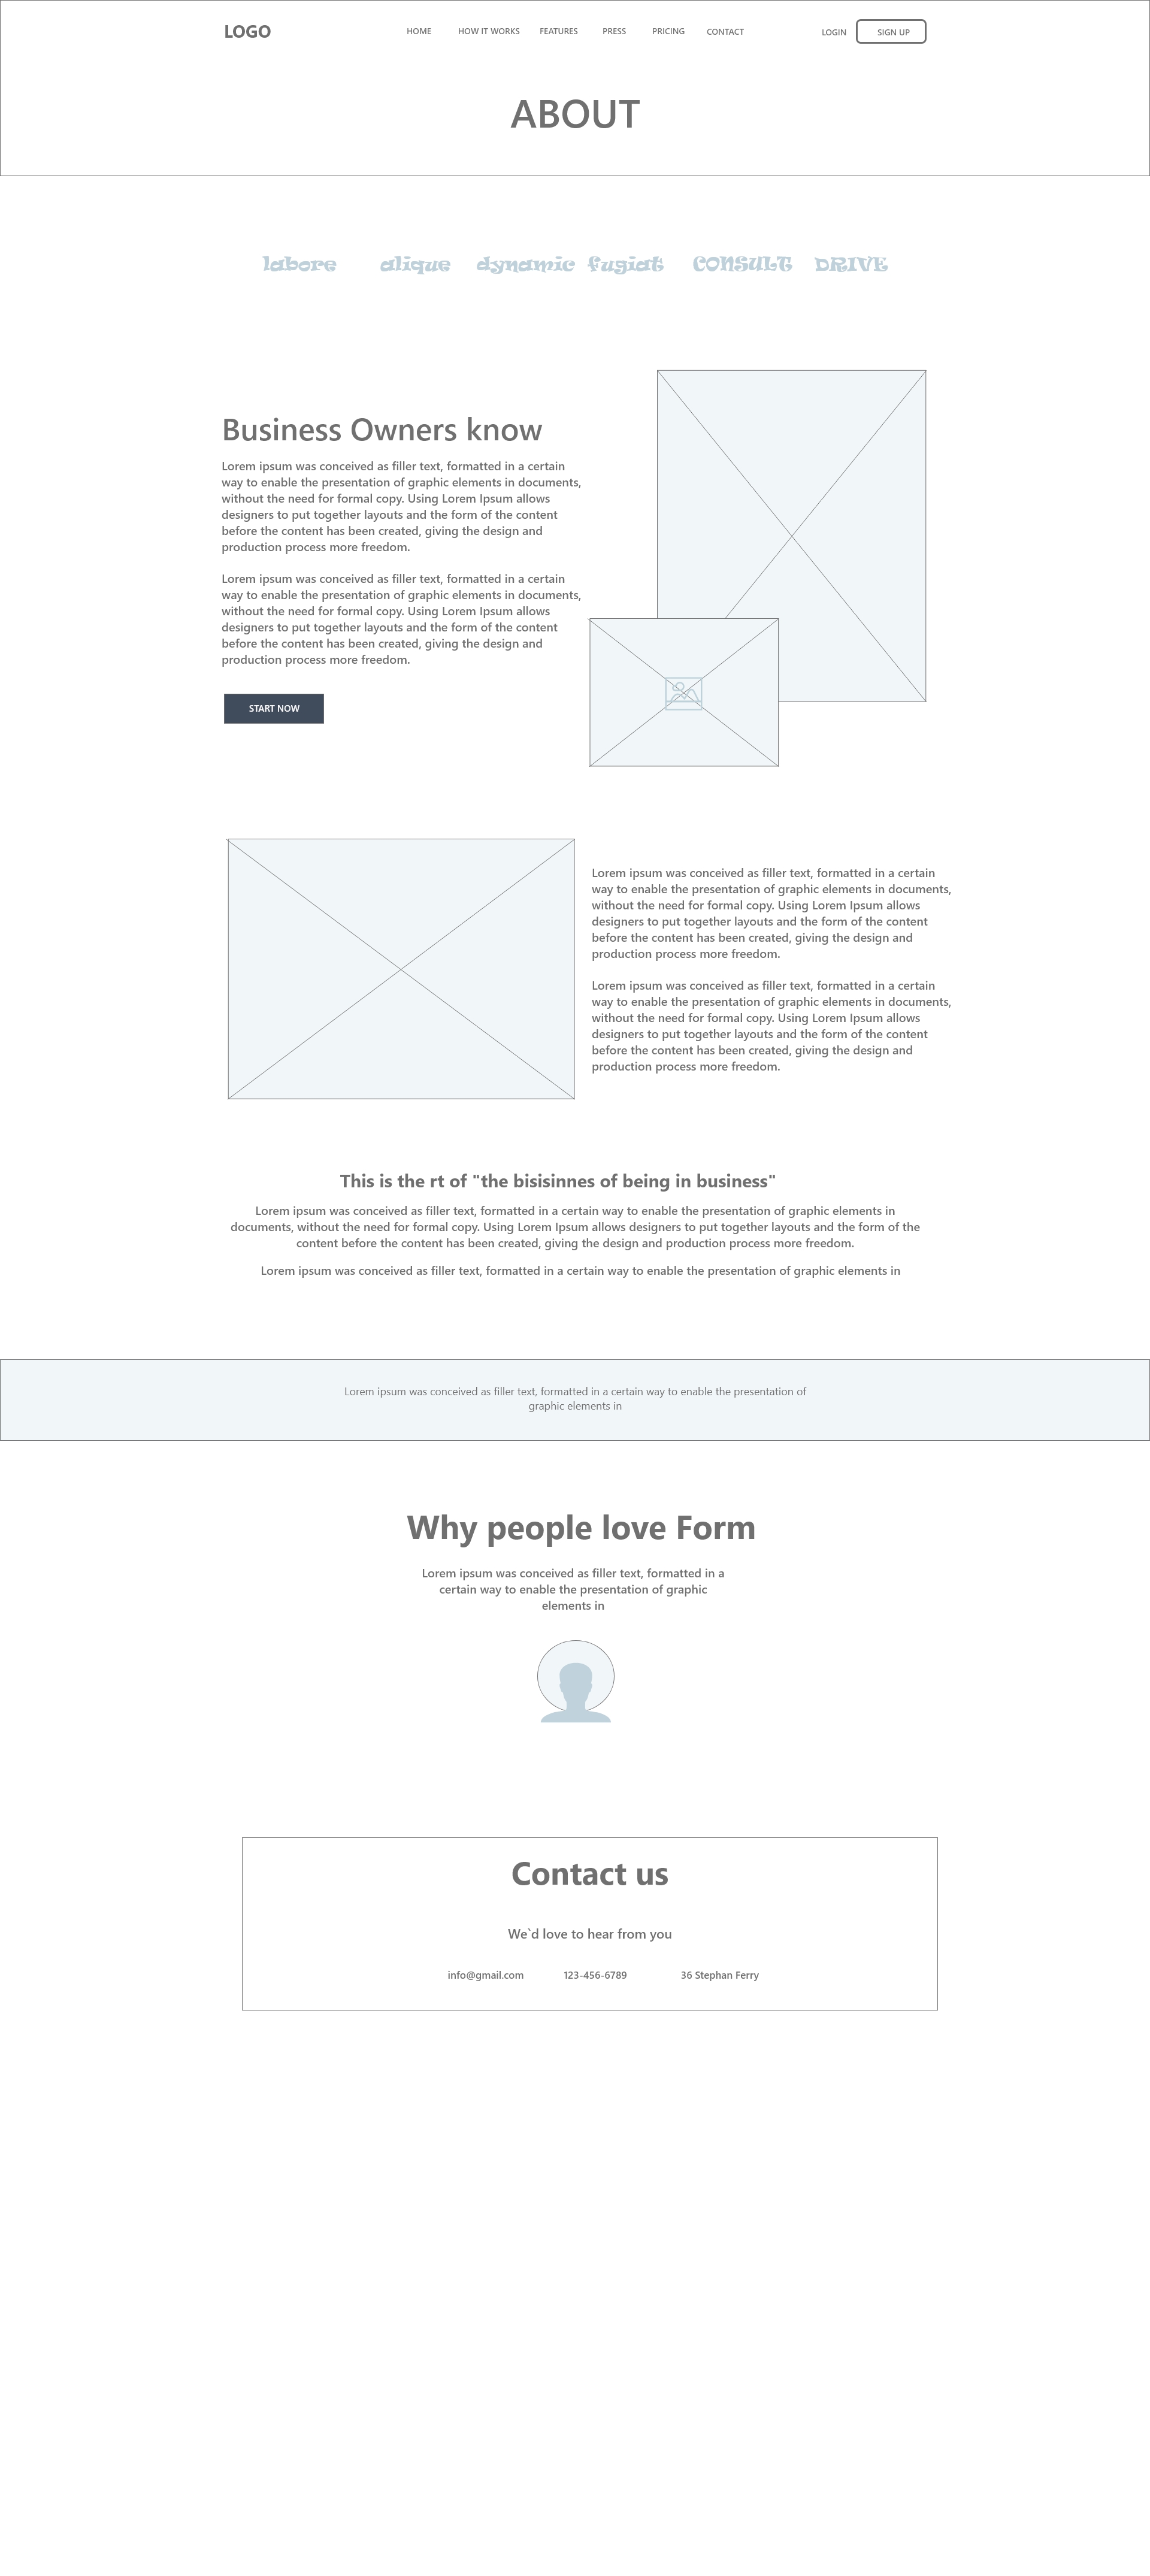 LOGO HOME HOW IT WORKS FEATURES PRESS PRICING CONTACT LOGIN SIGN UP
ABOUT
labore alique dynamic fugiat CONSULT DRIVE
Business Owners know
Lorem ipsum was conceived as filler text, formatted in a certain
way to enable the presentation of graphic elements in documents,
without the need for formal copy. Using Lorem Ipsum allows
designers to put together layouts and the form of the content
before the content has been created, giving the design and
production process more freedom.
Lorem ipsum was conceived as filler text, formatted in a certain
way to enable the presentation of graphic elements in documents,
without the need for formal copy. Using Lorem Ipsum allows
designers to put together layouts and the form of the content
before the content has been created, giving the design and
production process more freedom.
START NOW
Lorem ipsum was conceived as filler text, formatted in a certain
way to enable the presentation of graphic elements in documents,
without the need for formal copy. Using Lorem Ipsum allows
designers to put together layouts and the form of the content
before the content has been created, giving the design and
production process more freedom.
Lorem ipsum was conceived as filler text, formatted in a certain
way to enable the presentation of graphic elements in documents,
without the need for formal copy. Using Lorem Ipsum allows
designers to put together layouts and the form of the content
before the content has been created, giving the design and
production process more freedom.
This is the rt of "the bisisinnes of being in business"
Lorem ipsum was conceived as filler text, formatted in a certain way to enable the presentation of graphic elements in
documents, without the need for formal copy. Using Lorem Ipsum allows designers to put together layouts and the form of the
content before the content has been created, giving the design and production process more freedom.
Lorem ipsum was conceived as filler text, formatted in a certain way to enable the presentation of graphic elements in
Lorem ipsum was conceived as filler text, formatted in a certain way to enable the presentation of
graphic elements in
Why people love Form
Lorem ipsum was conceived as filler text, formatted in a
certain way to enable the presentation of graphic
elements in
Contact us
We`d love to hear from you
info@gmail.com 123-456-6789 36 Stephan Ferry